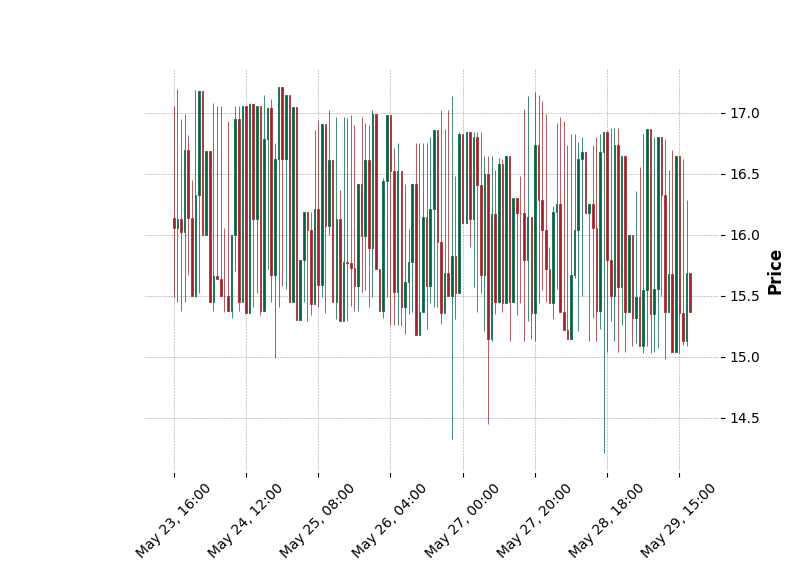 17.0
16.5
16.0
15.5
15.0
14.5
Price
May 23, 16:00
May 24, 12:00
May 25, 08:00
May 26, 04:00
May 27, 00:00
May 27, 20:00
May 28, 18:00
May 29, 15:00